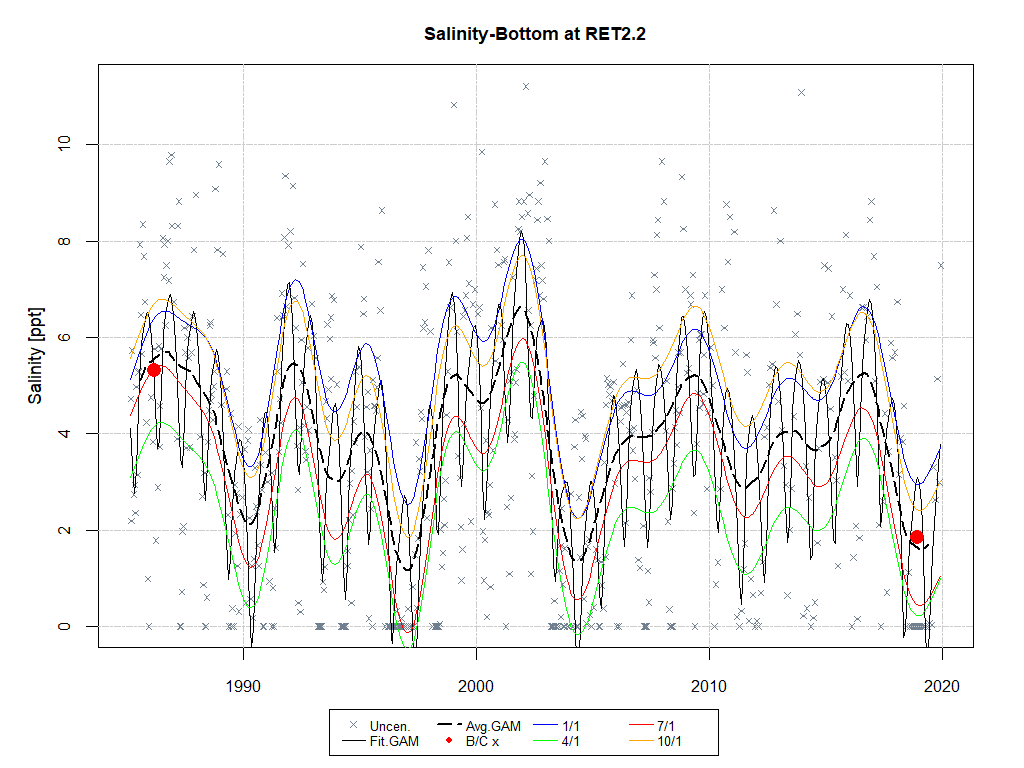 Salinity-Bottom at RET2.2
Salinity [ppt]
10
8
6
4
2
0
1990 2000 2010 2020
Uncen. Avg.GAM 1/1 7/1
Fit.GAM B/C x 4/1 10/1